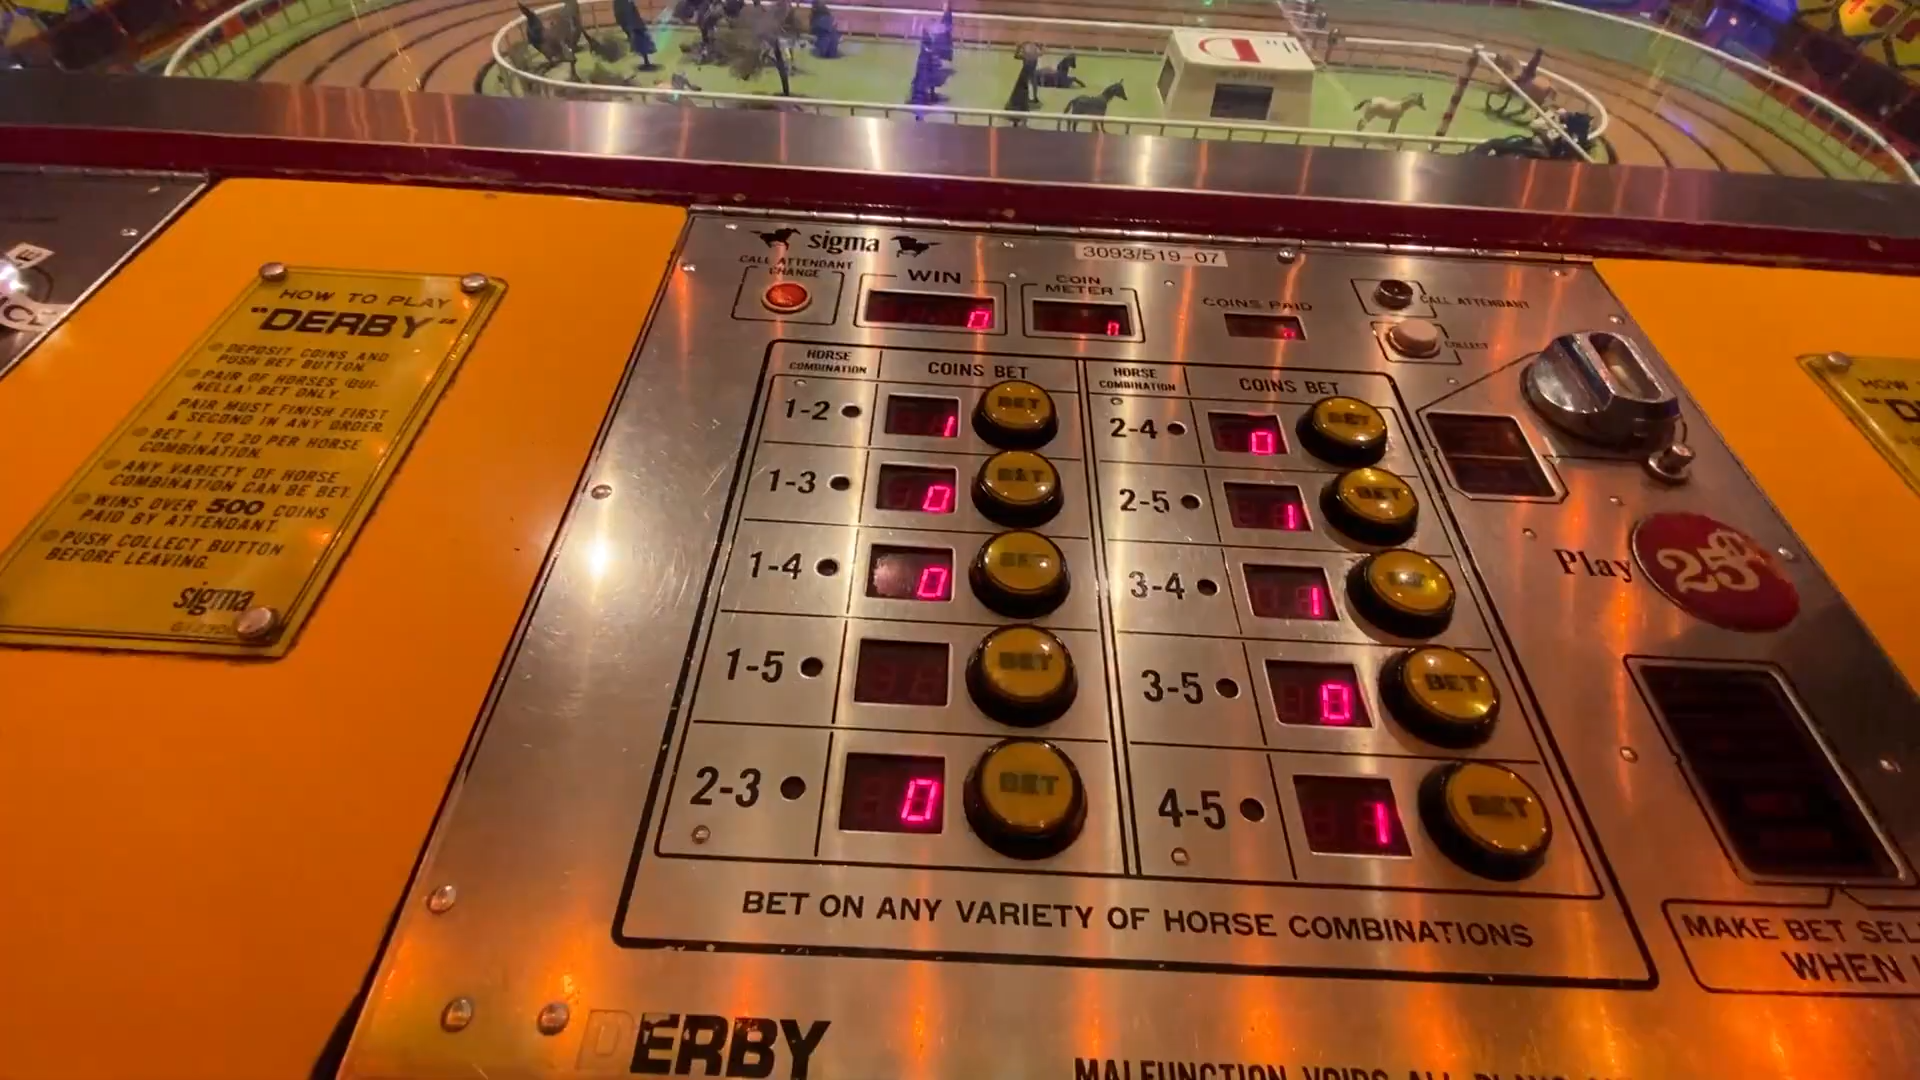 HOW TO PLAY
"DERBY"
DEPOSIT COINS AND
PUSH BET BUTTON.
PAIR OF HORSES (QUI-
NELLA) BET ONLY.
PAIR MUST FINISH FIRST
& SECOND IN ANY ORDER.
BET 1 TO 20 PER HORSE
COMBINATION.
ANY VARIETY OF HORSE
COMBINATION CAN BE BET.
WINS OVER 500 COINS
PAID BY ATTENDANT.
PUSH COLLECT BUTTON
BEFORE LEAVING.
sigma
sigma
3093/519-07
CALL ATTENDANT
CHANGE
WIN
0
COIN
METER
COINS PAID
CALL ATTENDANT
COLLECT
HORSE
COMBINATION
COINS BET
HORSE
COMBINATION
COINS BET
1-2 1 BET
2-4 0 BET
1-3 0 BET
2-5 1 BET
1-4 0 BET
3-4 1 BET
1-5 BET
3-5 0 BET
2-3 0 BET
4-5 1 BET
BET ON ANY VARIETY OF HORSE COMBINATIONS
Play 25¢
MAKE BET
WHEN
DERBY
MALFUNCTION VOIDS ALL
HOW